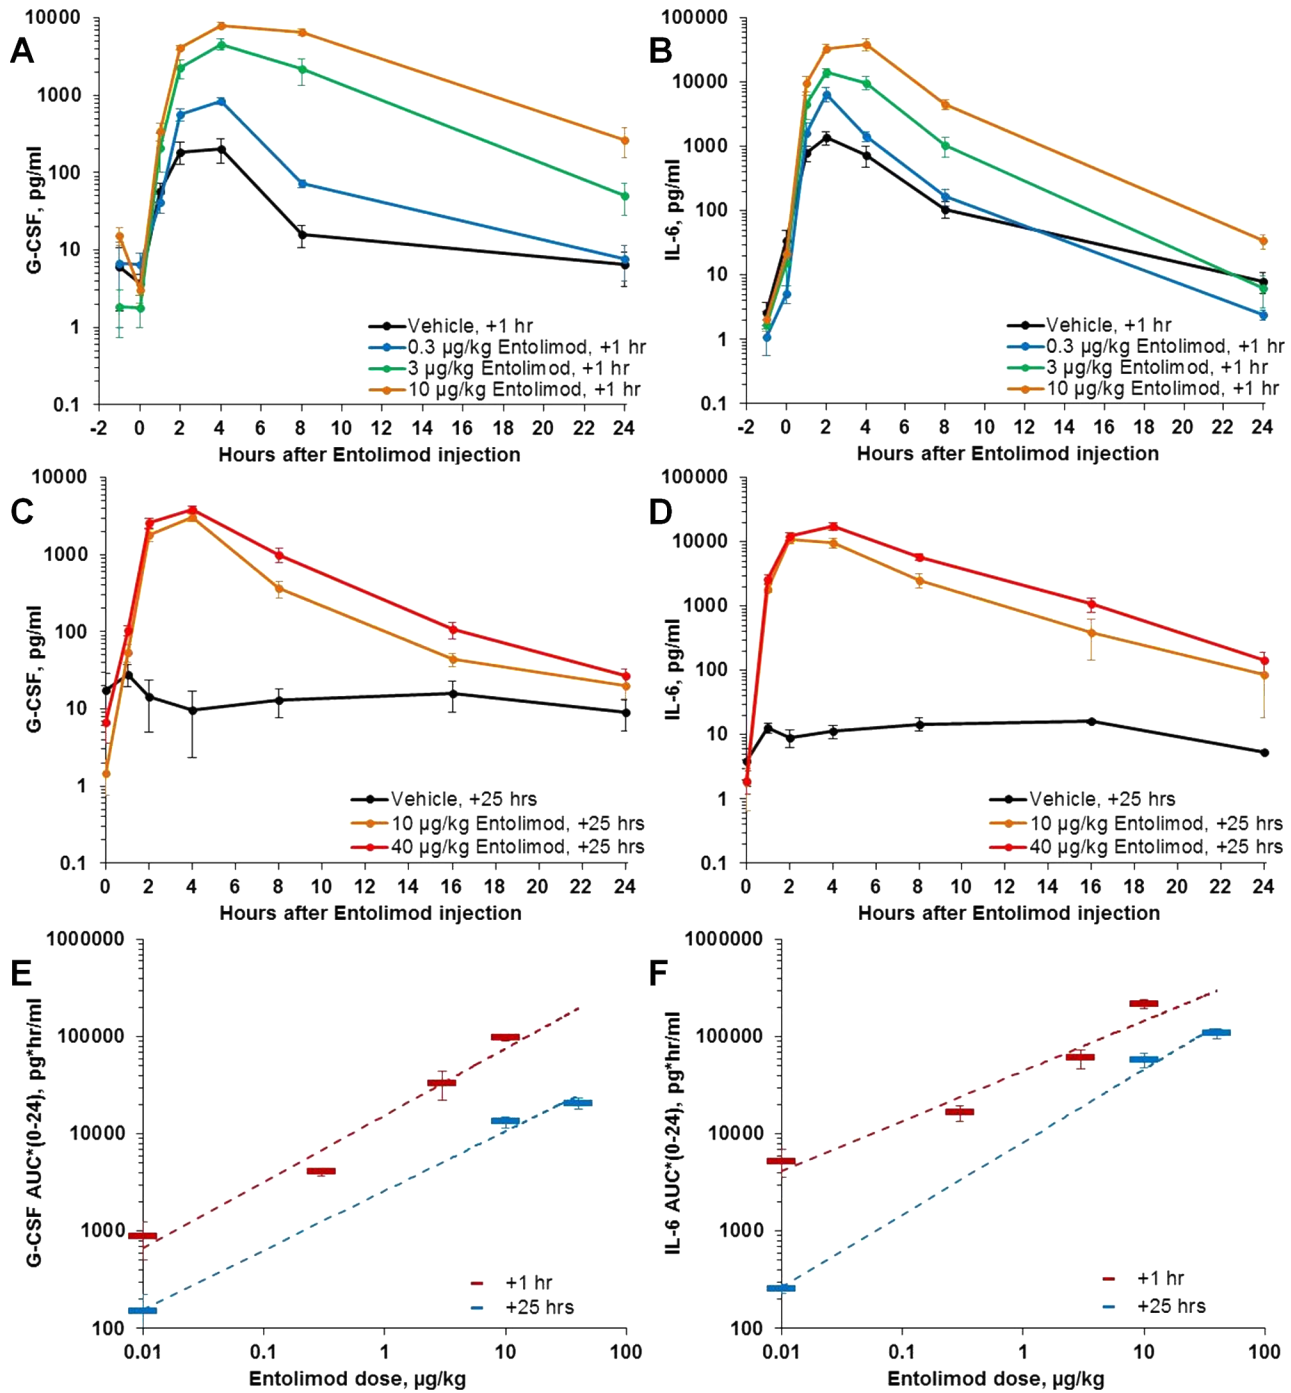 A
10000
1000
100
10
1
0.1
G-CSF, pg/ml
Vehicle, +1 hr
0.3 µg/kg Entolimod, +1 hr
3 µg/kg Entolimod, +1 hr
10 µg/kg Entolimod, +1 hr
-2 0 2 4 6 8 10 12 14 16 18 20 22 24
Hours after Entolimod injection
B
100000
10000
1000
100
10
1
0.1
IL-6, pg/ml
Vehicle, +1 hr
0.3 µg/kg Entolimod, +1 hr
3 µg/kg Entolimod, +1 hr
10 µg/kg Entolimod, +1 hr
-2 0 2 4 6 8 10 12 14 16 18 20 22 24
Hours after Entolimod injection
C
10000
1000
100
10
1
0.1
G-CSF, pg/ml
Vehicle, +25 hrs
10 µg/kg Entolimod, +25 hrs
40 µg/kg Entolimod, +25 hrs
0 2 4 6 8 10 12 14 16 18 20 22 24
Hours after Entolimod injection
D
100000
10000
1000
100
10
1
0.1
IL-6, pg/ml
Vehicle, +25 hrs
10 µg/kg Entolimod, +25 hrs
40 µg/kg Entolimod, +25 hrs
0 2 4 6 8 10 12 14 16 18 20 22 24
Hours after Entolimod injection
E
1000000
100000
10000
1000
100
G-CSF AUC*(0-24), pg*hr/ml
+1 hr
+25 hrs
0.01 0.1 1 10 100
Entolimod dose, µg/kg
F
1000000
100000
10000
1000
100
IL-6 AUC*(0-24), pg*hr/ml
+1 hr
+25 hrs
0.01 0.1 1 10 100
Entolimod dose, µg/kg